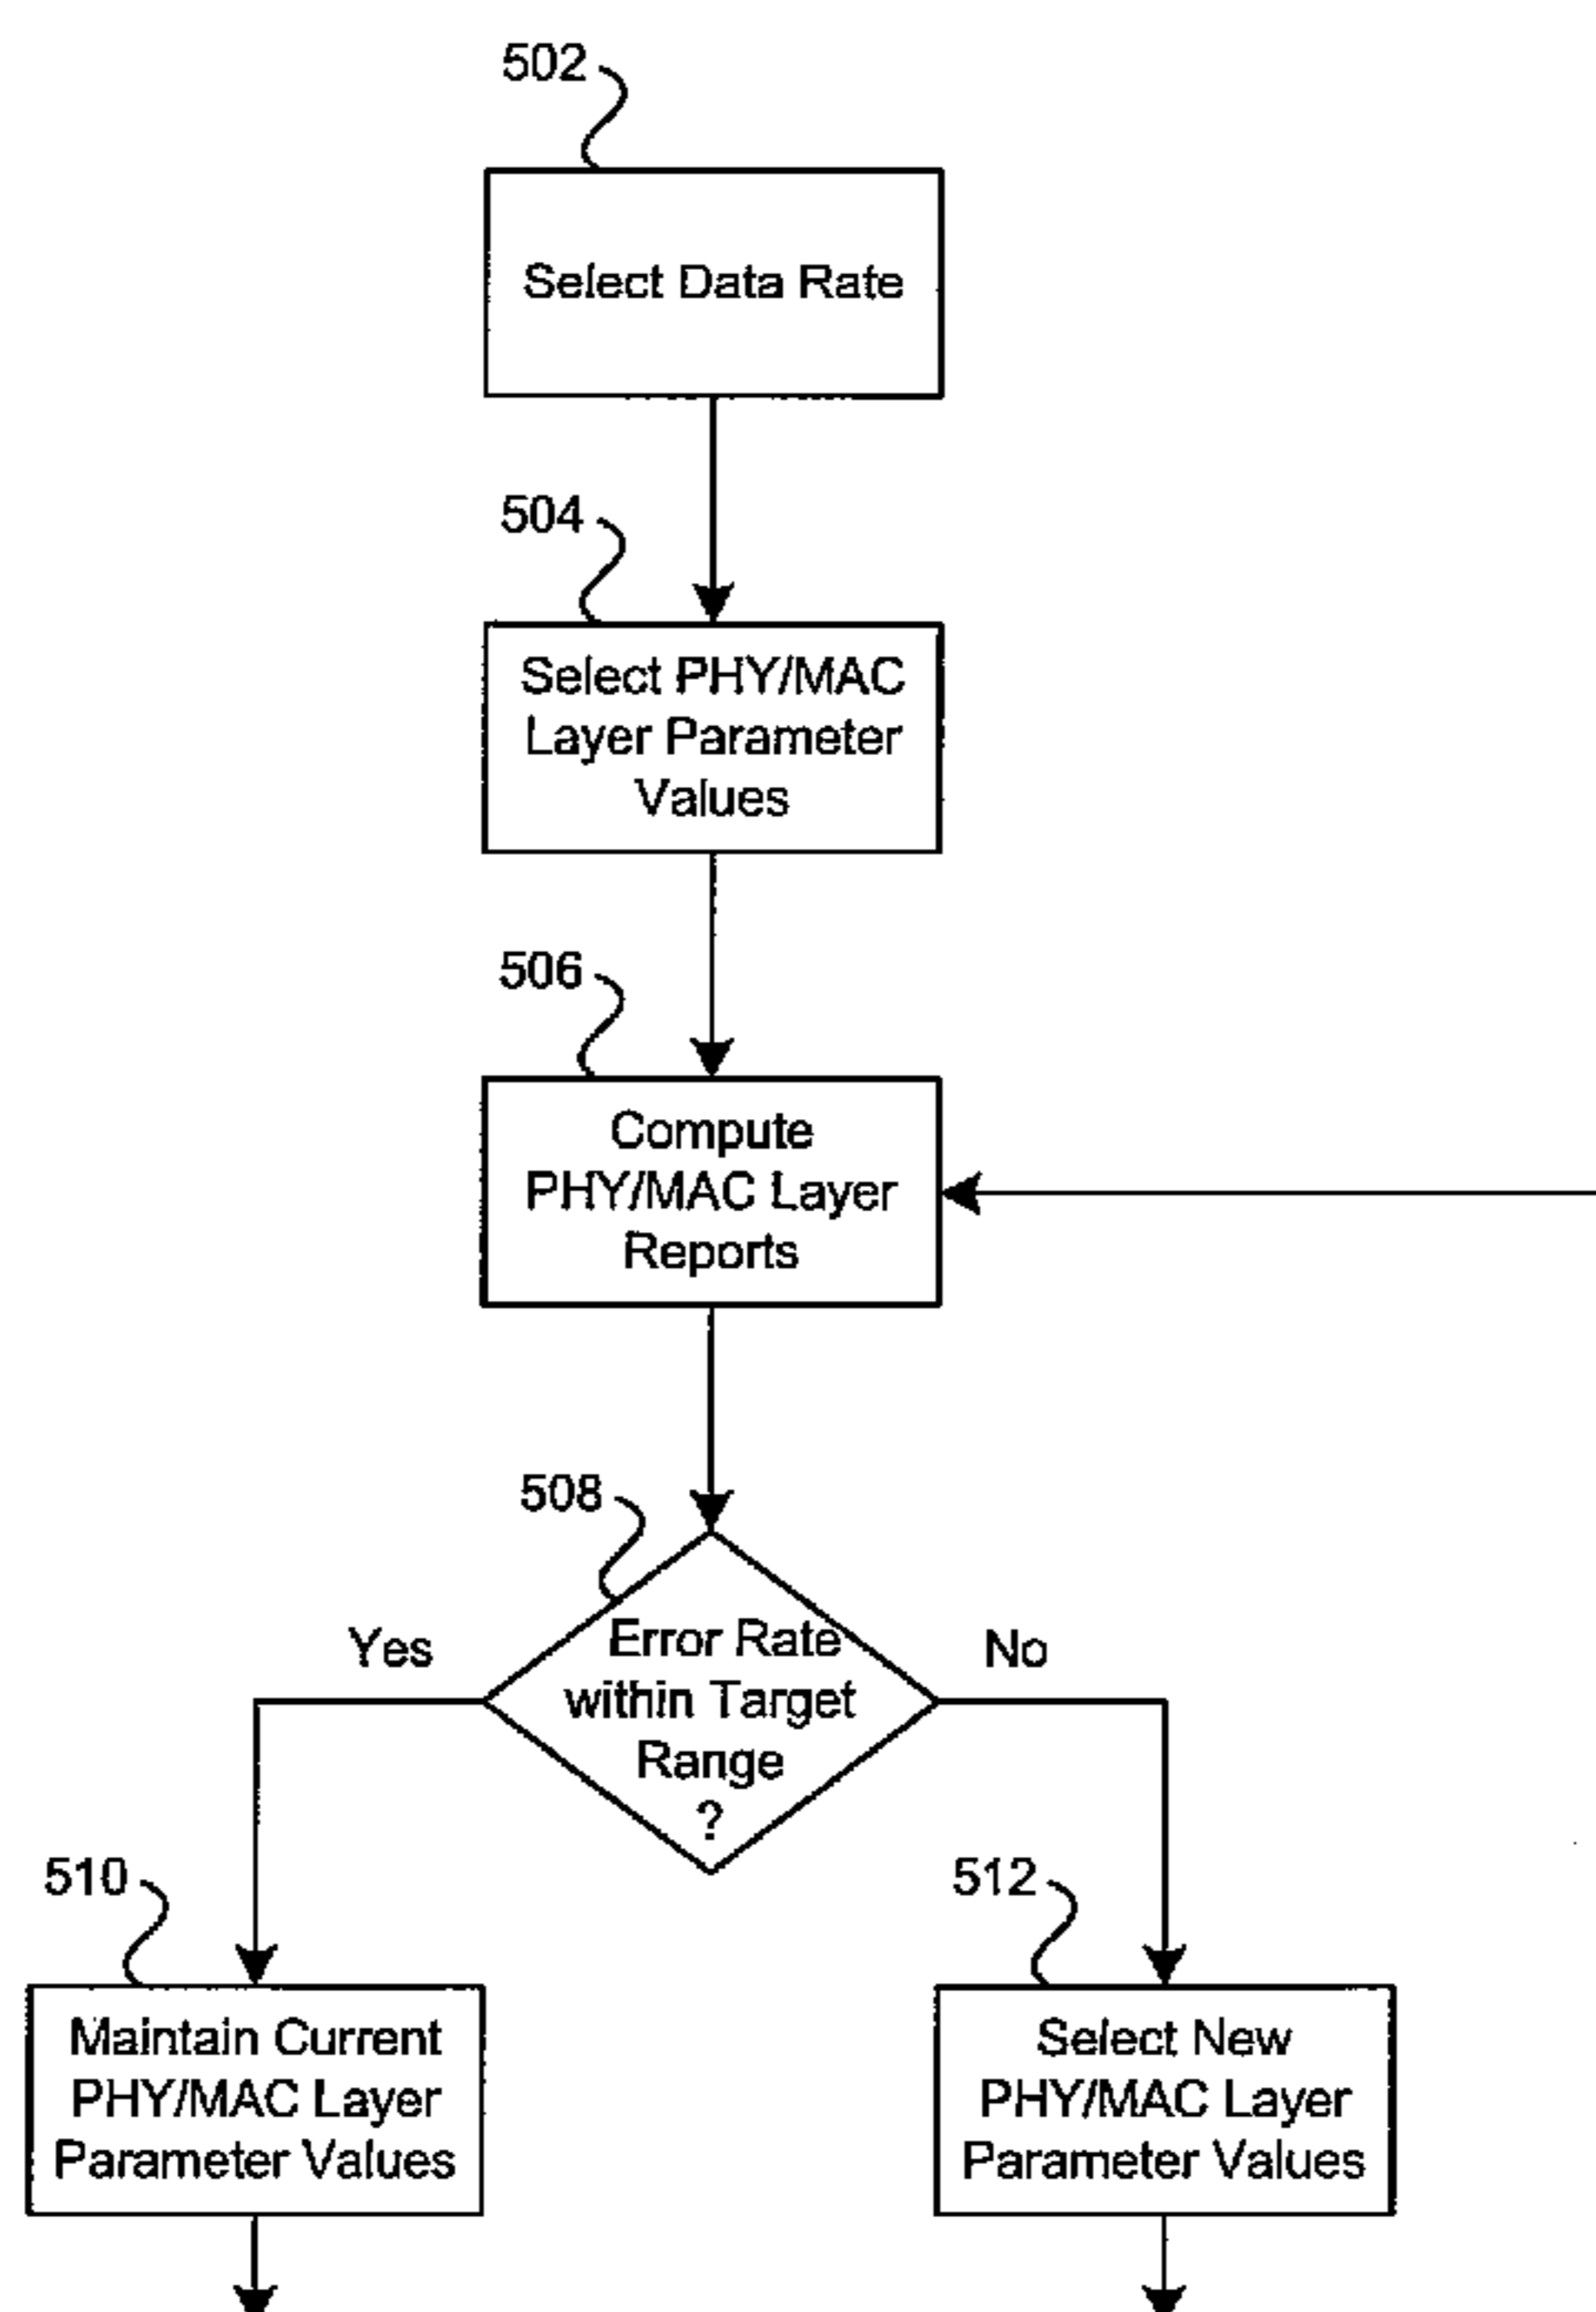 502
Select Data Rate
504
Select PHY/MAC
Layer Parameter
Values
506
Compute
PHY/MAC Layer
Reports
508
Error Rate
within Target
Range
?
Yes
No
510
Maintain Current
PHY/MAC Layer
Parameter Values
512
Select New
PHY/MAC Layer
Parameter Values